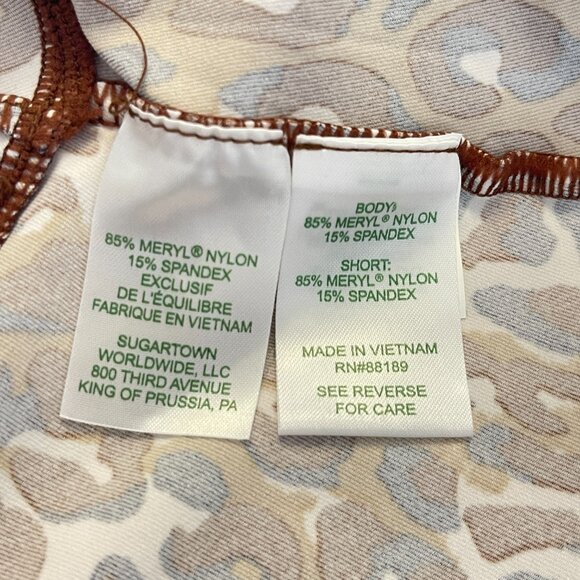 85% MERYL® NYLON
15% SPANDEX
EXCLUSIF
DE L'ÉQUILIBRE
FABRIQUE EN VIETNAM
SUGARTOWN
WORLDWIDE, LLC
800 THIRD AVENUE
KING OF PRUSSIA, PA
BODY:
85% MERYL® NYLON
15% SPANDEX
SHORT:
85% MERYL® NYLON
15% SPANDEX
MADE IN VIETNAM
RN#88189
SEE REVERSE
FOR CARE